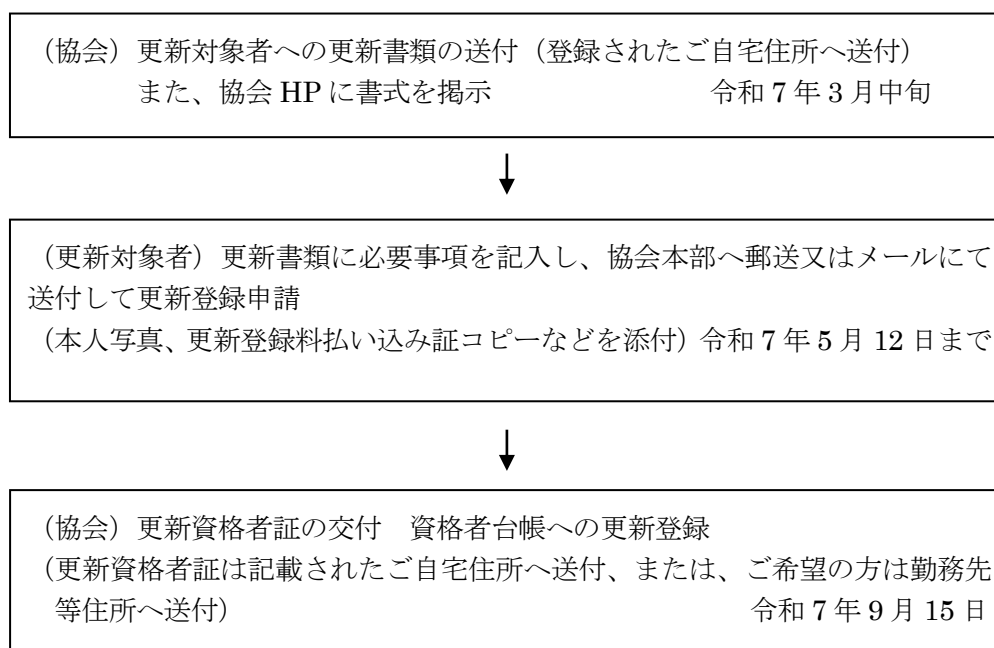 (協会)更新対象者への更新書類の送付(登録されたご自宅住所へ送付)
また、協会 HP に書式を掲示 令和 7 年 3 月中旬
(更新対象者)更新書類に必要事項を記入し、協会本部へ郵送又はメールにて
送付して更新登録申請
(本人写真、更新登録料払い込み証コピーなどを添付)令和 7 年 5 月 12 日まで
(協会)更新資格者証の交付 資格者台帳への更新登録
(更新資格者証は記載されたご自宅住所へ送付、または、ご希望の方は勤務先
等住所へ送付) 令和 7 年 9 月 15 日